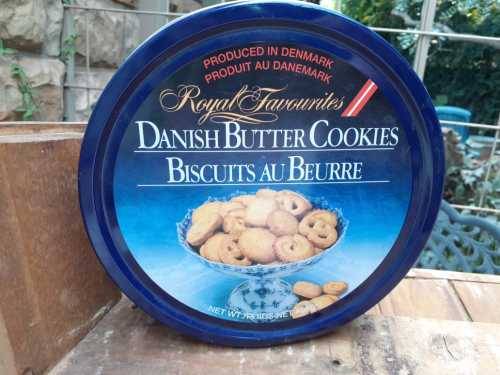 PRODUCED IN DENMARK
PRODUIT AU DANEMARK
Royal Favourites
DANISH BUTTER COOKIES
BISCUITS AU BEURRE
NET WT